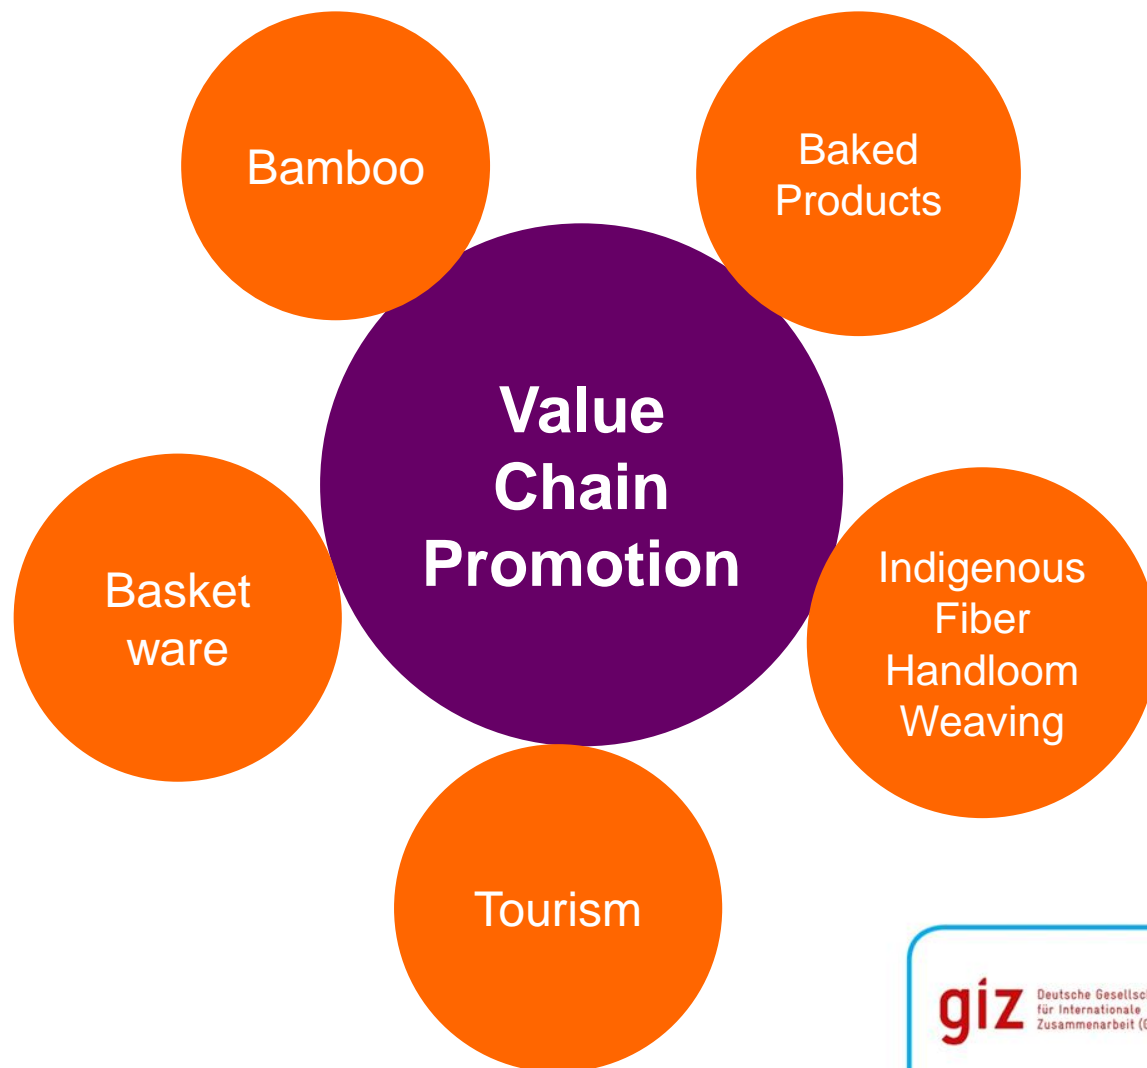 Bamboo
Baked
Products
Value
Chain
Promotion
Basket
ware
Indigenous
Fiber
Handloom
Weaving
Tourism
giz
Deutsche Gesellsch
für Internationale
Zusammenarbeit (G